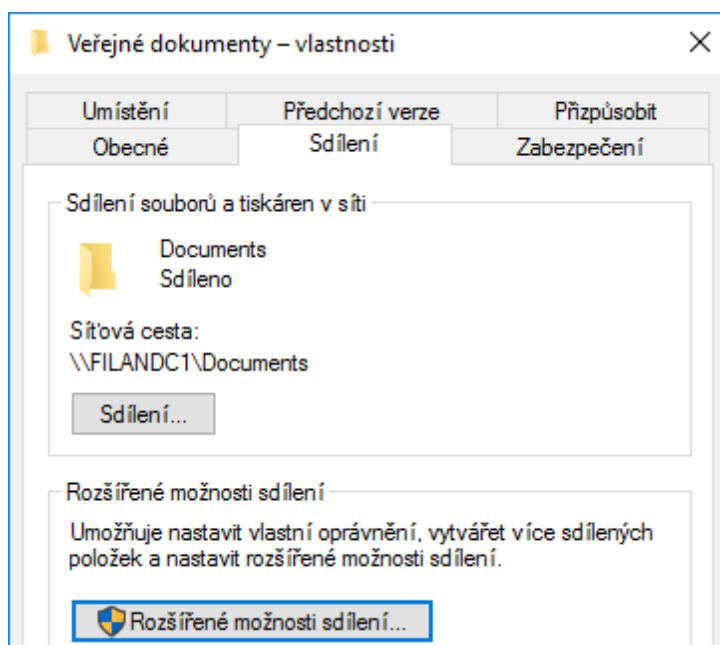 Veřejné dokumenty – vlastnosti
Umístění
Předchozí verze
Přizpůsobit
Obecné
Sdílení
Zabezpečení
Sdílení souborů a tiskáren v síti
Documents
Sdíleno
Síťová cesta:
\\FILANDC1\Documents
Sdílení...
Rozšířené možnosti sdílení
Umožňuje nastavit vlastní oprávnění, vytvářet více sdílených
položek a nastavit rozšířené možnosti sdílení.
Rozšířené možnosti sdílení...